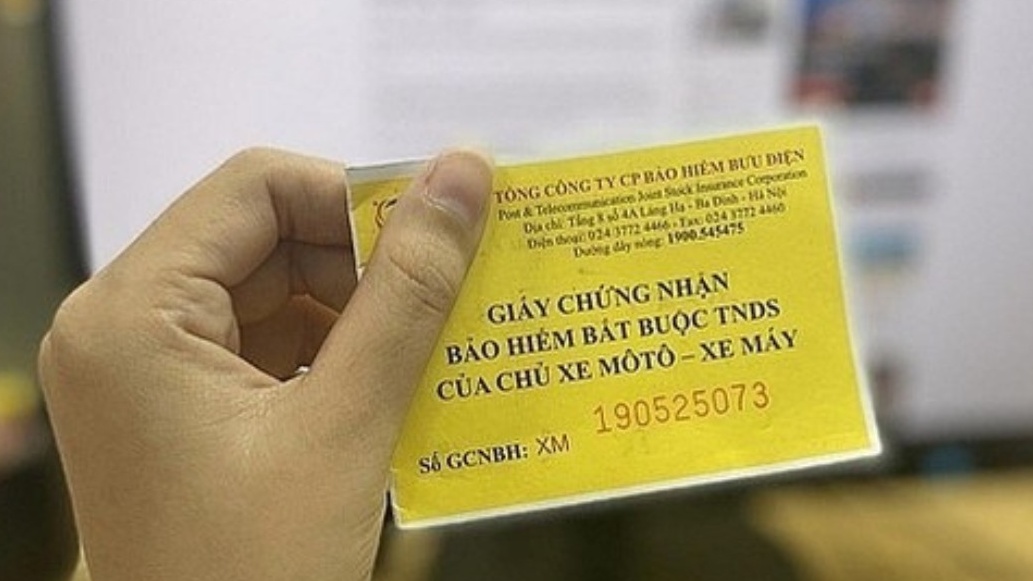 TỔNG CÔNG TY CP BẢO HIỂM BƯU ĐIỆN
Post & Telecommunication Joint Stock Insurance Corporation
Địa chỉ: Tầng 8 số 4A Láng Hạ - Ba Đình - Hà Nội
Điện thoại: 024 3772 4466 - Fax: 024 3772 4460
Đường dây nóng: 1900.545475
GIẤY CHỨNG NHẬN
BẢO HIỂM BẮT BUỘC TNDS
CỦA CHỦ XE MÔTÔ – XE MÁY
190525073
Số GCNBH: XM